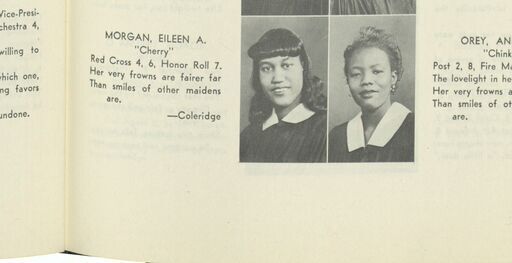 Vice-Presi-
chestra 4,
willing to
which one,
ng favors
undone.
MORGAN, EILEEN A.
"Cherry"
Red Cross 4, 6, Honor Roll 7.
Her very frowns are fairer far
Than smiles of other maidens
are.
—Coleridge
OREY, AN
"Chink
Post 2, 8, Fire Ma
The lovelight in he
Her very frowns a
Than smiles of ot
are.